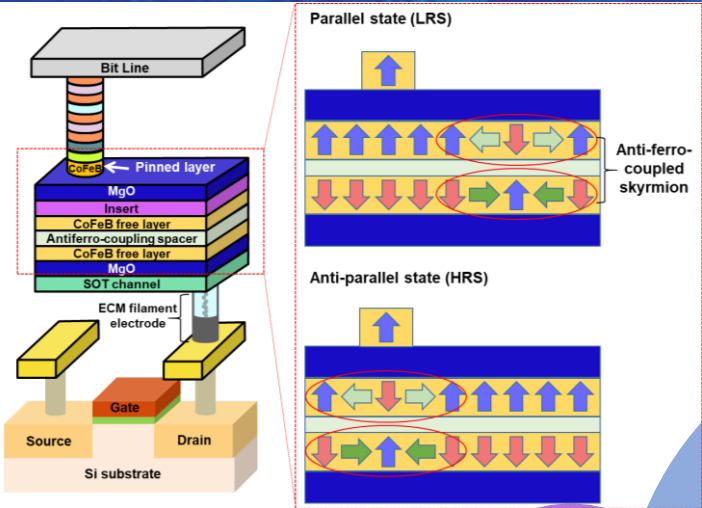 Parallel state (LRS)
Bit Line
CoFeB
Pinned layer
MgO
Insert
CoFeB free layer
Antiferro-coupling spacer
CoFeB free layer
MgO
SOT channel
ECM filament
electrode
Gate
Source
Drain
Si substrate
Anti-ferro-
coupled
skyrmion
Anti-parallel state (HRS)